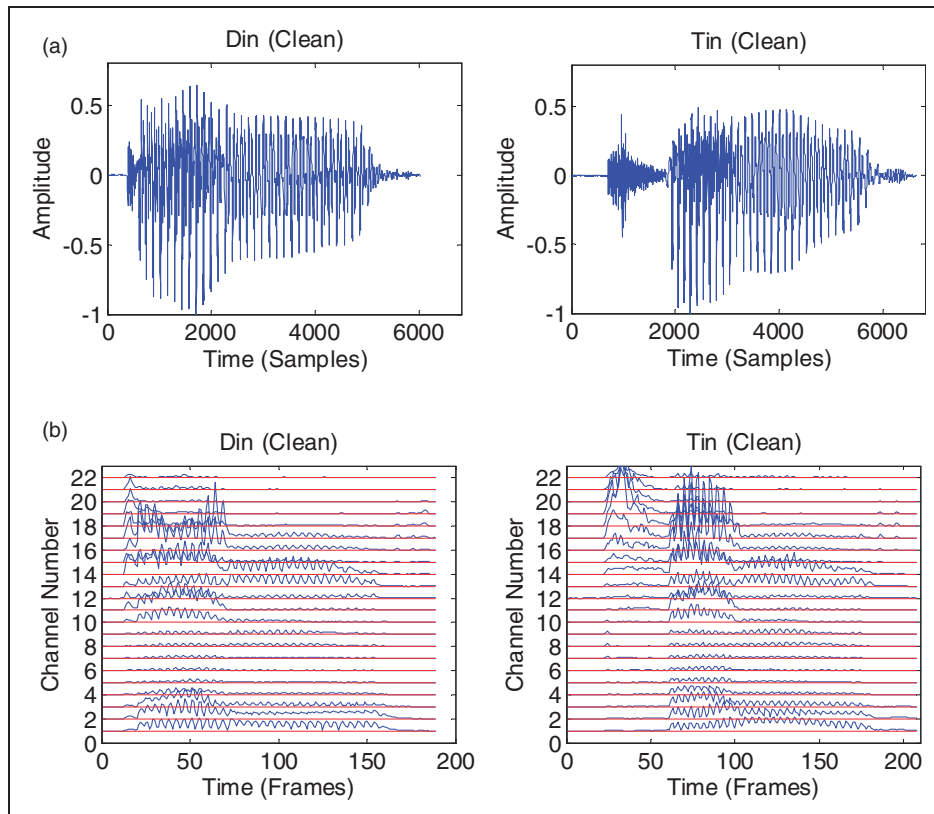 (a)
Din (Clean)
Tin (Clean)
Amplitude
0.5
0
-0.5
-1
0 2000 4000 6000
Time (Samples)
Amplitude
0.5
0
-0.5
-1
0 2000 4000 6000
Time (Samples)
(b)
Din (Clean)
Tin (Clean)
Channel Number
22
20
18
16
14
12
10
8
6
4
2
0
0 50 100 150 200
Time (Frames)
Channel Number
22
20
18
16
14
12
10
8
6
4
2
0
0 50 100 150 200
Time (Frames)